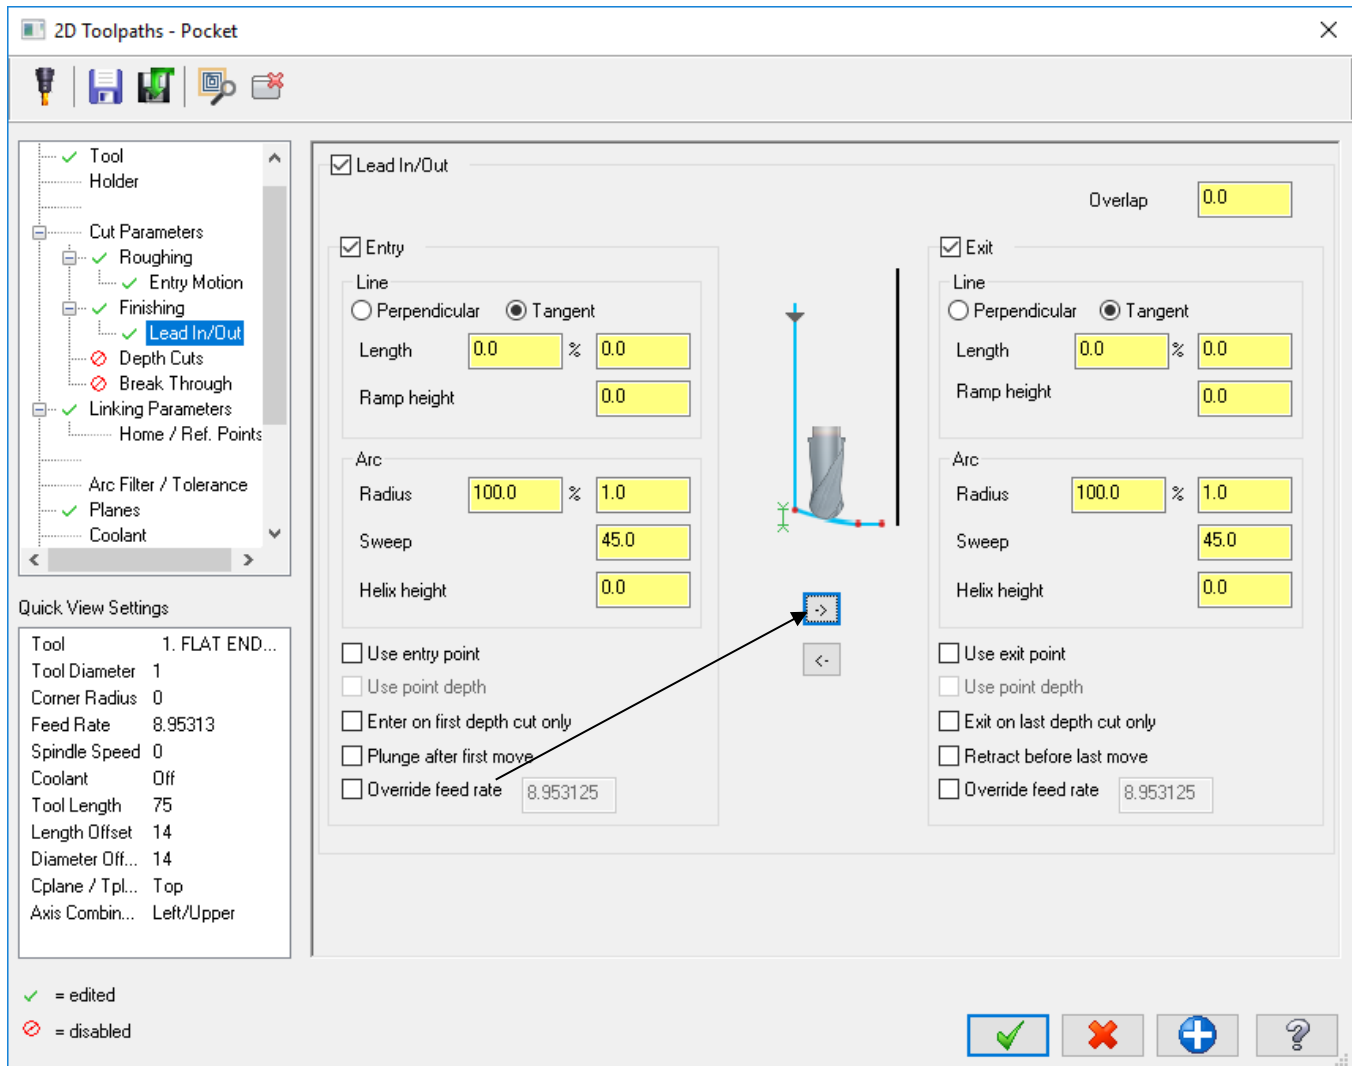 2D Toolpaths - Pocket
Tool
Holder
Cut Parameters
Roughing
Entry Motion
Finishing
Lead In/Out
Depth Cuts
Break Through
Linking Parameters
Home / Ref. Points
Arc Filter / Tolerance
Planes
Coolant
Quick View Settings
Tool 1. FLAT END...
Tool Diameter 1
Corner Radius 0
Feed Rate 8.95313
Spindle Speed 0
Coolant Off
Tool Length 75
Length Offset 14
Diameter Off... 14
Cplane / Tpl... Top
Axis Combin... Left/Upper
= edited
= disabled
Lead In/Out
Overlap 0.0
Entry
Line
Perpendicular Tangent
Length 0.0 % 0.0
Ramp height 0.0
Arc
Radius 100.0 % 1.0
Sweep 45.0
Helix height 0.0
Use entry point
Use point depth
Enter on first depth cut only
Plunge after first move
Override feed rate 8.953125
->
<-
Exit
Line
Perpendicular Tangent
Length 0.0 % 0.0
Ramp height 0.0
Arc
Radius 100.0 % 1.0
Sweep 45.0
Helix height 0.0
Use exit point
Use point depth
Exit on last depth cut only
Retract before last move
Override feed rate 8.953125